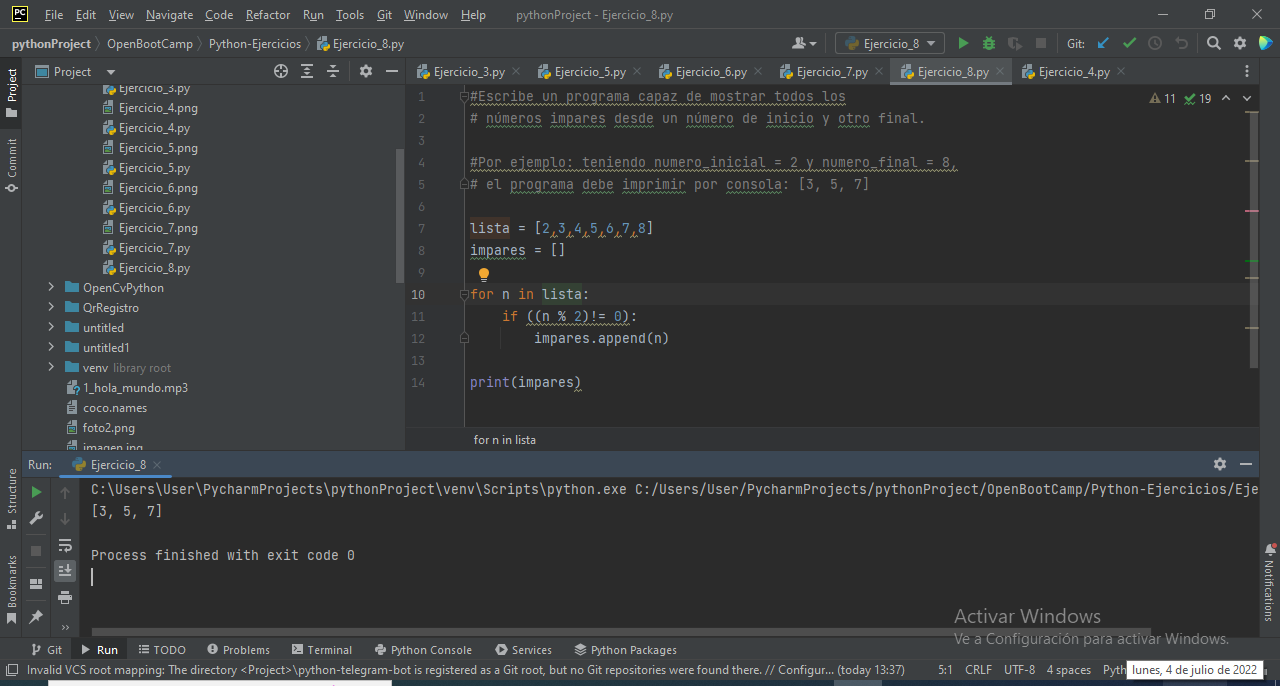 File Edit View Navigate Code Refactor Run Tools Git Window Help pythonProject - Ejercicio_8.py
pythonProject OpenBootCamp Python-Ejercicios Ejercicio_8.py Ejercicio_8 Git:
Project
Ejercicio_3.py Ejercicio_5.py Ejercicio_6.py Ejercicio_7.py Ejercicio_8.py Ejercicio_4.py
Project
Commit
Structure
Bookmarks
Ejercicio_3.py
Ejercicio_4.png
Ejercicio_4.py
Ejercicio_5.png
Ejercicio_5.py
Ejercicio_6.png
Ejercicio_6.py
Ejercicio_7.png
Ejercicio_7.py
Ejercicio_8.py
OpenCvPython
QrRegistro
untitled
untitled1
venv library root
1_hola_mundo.mp3
coco.names
foto2.png
11 19
1 #Escribe un programa capaz de mostrar todos los
2 # números impares desde un número de inicio y otro final.
3
4 #Por ejemplo: teniendo numero_inicial = 2 y numero_final = 8,
5 # el programa debe imprimir por consola: [3, 5, 7]
6
7 lista = [2,3,4,5,6,7,8]
8 impares = []
9
10 for n in lista:
11 if ((n % 2)!= 0):
12 impares.append(n)
13
14 print(impares)
for n in lista
Run: Ejercicio_8
C:\Users\User\PycharmProjects\pythonProject\venv\Scripts\python.exe C:/Users/User/PycharmProjects/pythonProject/OpenBootCamp/Python-Ejercicios/Eje
[3, 5, 7]
Process finished with exit code 0
Notifications
Activar Windows
Ve a Configuración para activar Windows.
Git Run TODO Problems Terminal Python Console Services Python Packages
Invalid VCS root mapping: The directory <Project>\python-telegram-bot is registered as a Git root, but no Git repositories were found there. // Configur... (today 13:37) 5:1 CRLF UTF-8 4 spaces Pyth
lunes, 4 de julio de 2022